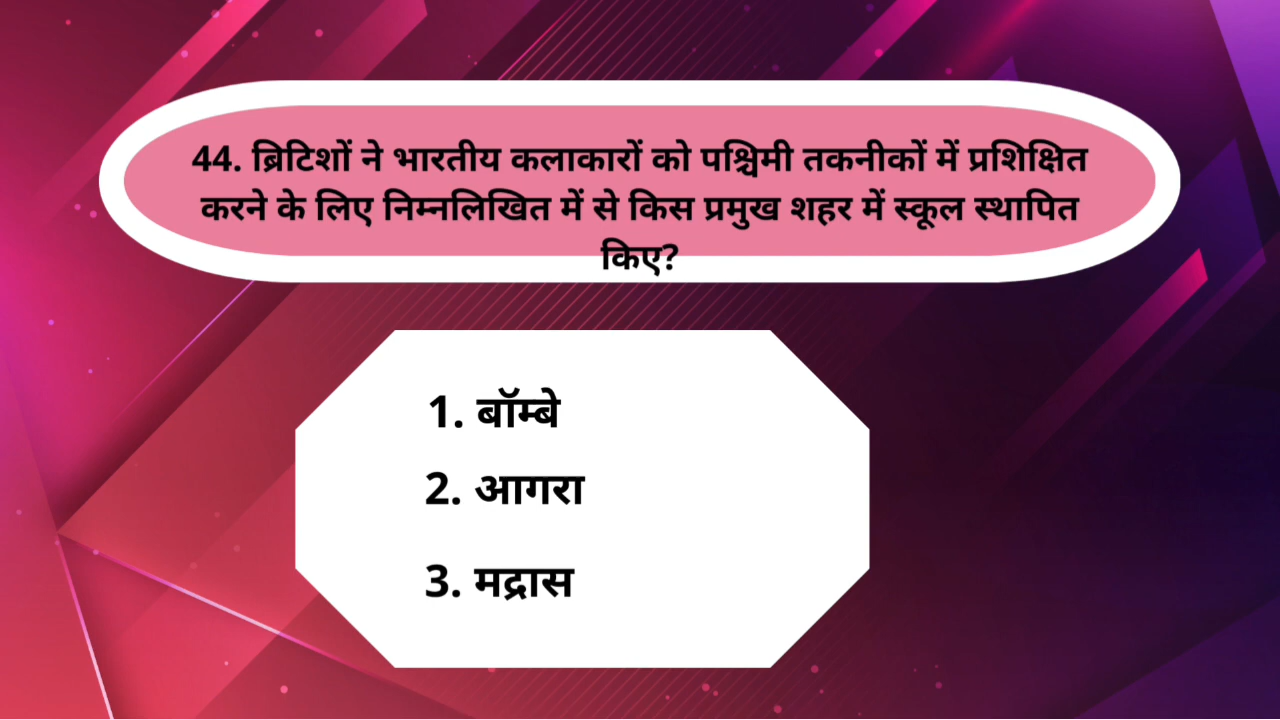 44. ब्रिटिशों ने भारतीय कलाकारों को पश्चिमी तकनीकों में प्रशिक्षित
करने के लिए निम्नलिखित में से किस प्रमुख शहर में स्कूल स्थापित
किए?
1. बॉम्बे
2. आगरा
3. मद्रास